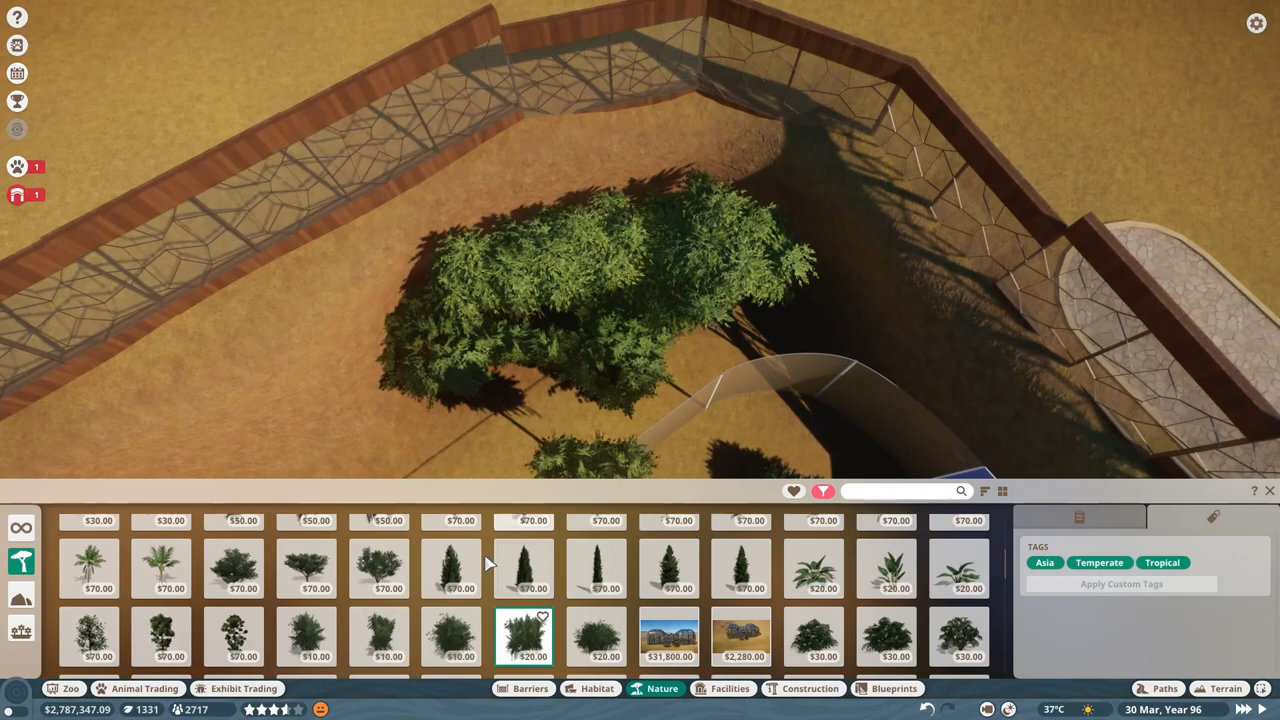 ?
1
1
? ✕
$30.00 $30.00 $50.00 $50.00 $50.00 $70.00 $70.00 $70.00 $70.00 $70.00 $70.00 $70.00 $70.00
$70.00 $70.00 $70.00 $70.00 $70.00 $70.00 $70.00 $70.00 $70.00 $70.00 $20.00 $20.00 $20.00
$70.00 $70.00 $70.00 $10.00 $10.00 $10.00 $20.00 $20.00 $31,800.00 $2,280.00 $30.00 $30.00 $30.00
TAGS
Asia Temperate Tropical
Apply Custom Tags
Zoo Animal Trading Exhibit Trading Barriers Habitat Nature Facilities Construction Blueprints Paths Terrain
$2,787,347.09 1331 2717 37°C 30 Mar, Year 96